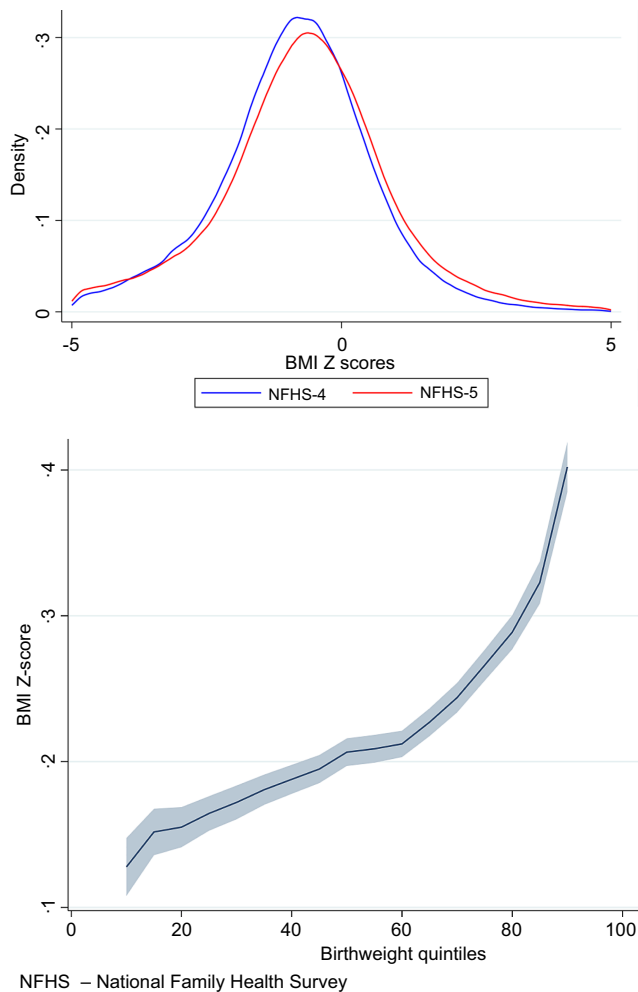 Density
.3
.2
.1
0
-5 0 5
BMI Z scores
NFHS-4 NFHS-5
BMI Z-score
.4
.3
.2
.1
0 20 40 60 80 100
Birthweight quintiles
NFHS – National Family Health Survey